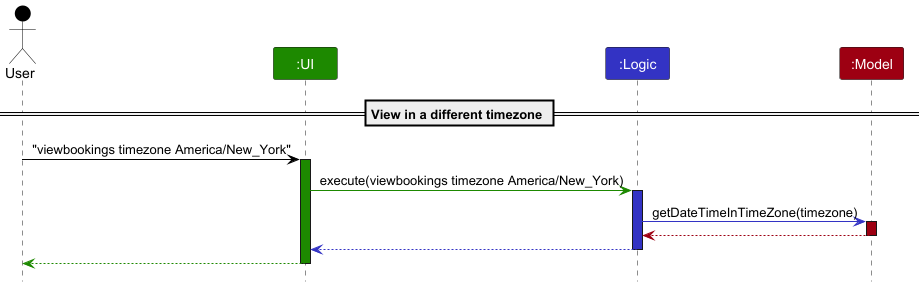 User
:UI
:Logic
:Model
View in a different timezone
"viewbookings timezone America/New_York"
execute(viewbookings timezone America/New_York)
getDateTimeInTimeZone(timezone)